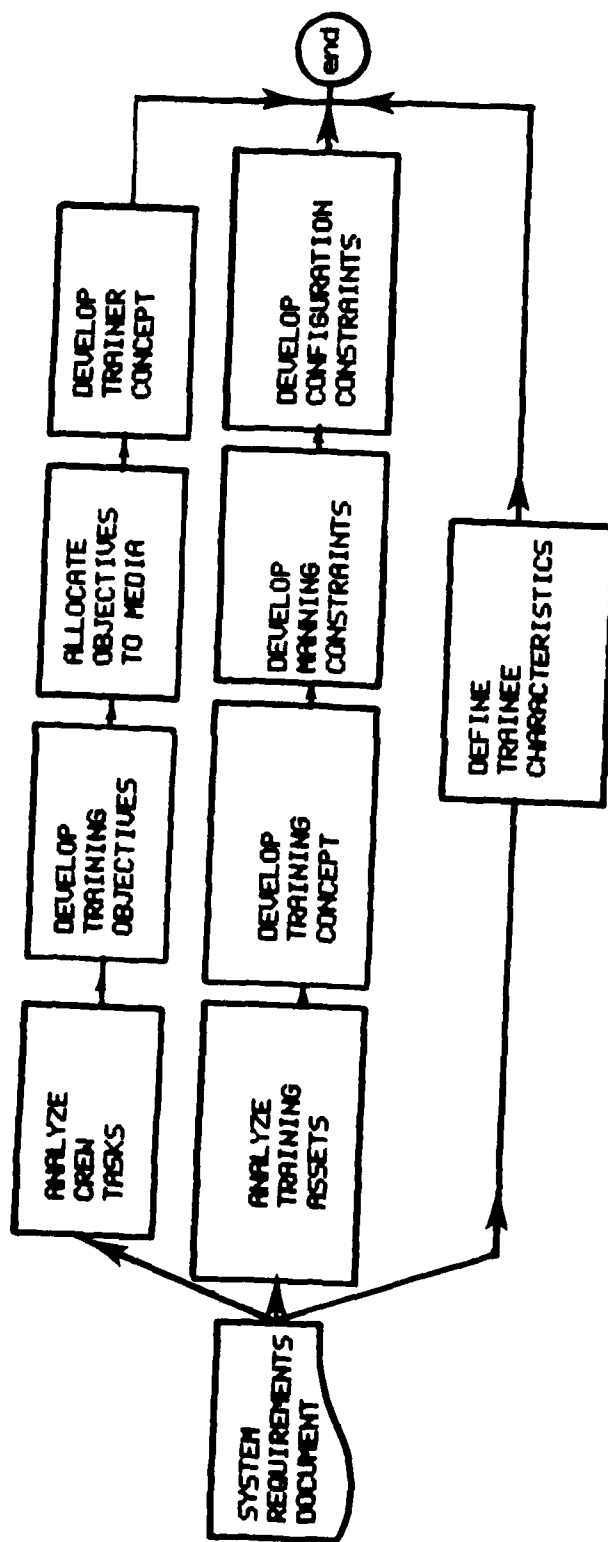 SYSTEM
REQUIREMENTS
DOCUMENT
ANALYZE
CREW
TASKS
DEVELOP
TRAINING
OBJECTIVES
ALLOCATE
OBJECTIVES
TO MEDIA
DEVELOP
TRAINER
CONCEPT
ANALYZE
TRAINING
ASSETS
DEVELOP
TRAINING
CONCEPT
DEVELOP
MANNING
CONSTRAINTS
DEVELOP
CONFIGURATION
CONSTRAINTS
DEFINE
TRAINEE
CHARACTERISTICS
end